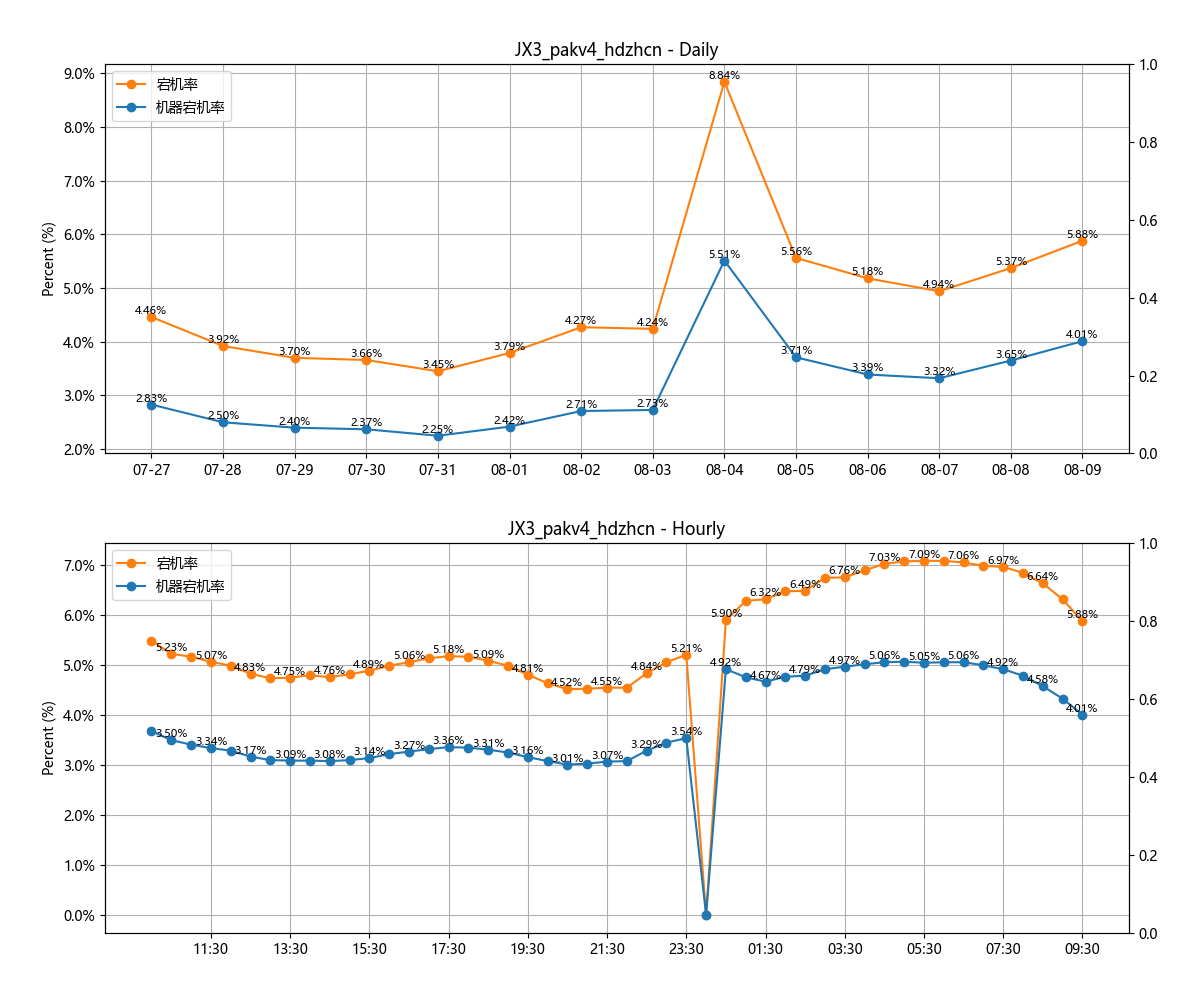 JX3_pakv4_hdzhcn - Daily
宕机率
机器宕机率
Percent (%)
9.0%
8.0%
7.0%
6.0%
5.0%
4.0%
3.0%
2.0%
1.0
0.8
0.6
0.4
0.2
0.0
4.46% 3.92% 3.70% 3.66% 3.45% 3.79% 4.27% 4.24% 8.84% 5.56% 5.18% 4.94% 5.37% 5.88%
2.83% 2.50% 2.40% 2.37% 2.25% 2.42% 2.71% 2.73% 5.51% 3.71% 3.39% 3.32% 3.65% 4.01%
07-27 07-28 07-29 07-30 07-31 08-01 08-02 08-03 08-04 08-05 08-06 08-07 08-08 08-09
JX3_pakv4_hdzhcn - Hourly
宕机率
机器宕机率
Percent (%)
7.0%
6.0%
5.0%
4.0%
3.0%
2.0%
1.0%
0.0%
1.0
0.8
0.6
0.4
0.2
0.0
5.23% 5.07% 4.83% 4.75% 4.76% 4.89% 5.06% 5.18% 5.09% 4.81% 4.52% 4.55% 4.84% 5.21% 5.90% 6.32% 6.49% 6.76% 7.03% 7.09% 7.06% 6.97% 6.64% 5.88%
3.50% 3.34% 3.17% 3.09% 3.08% 3.14% 3.27% 3.36% 3.31% 3.16% 3.01% 3.07% 3.29% 3.54% 4.92% 4.67% 4.79% 4.97% 5.06% 5.05% 5.06% 4.92% 4.58% 4.01%
11:30 13:30 15:30 17:30 19:30 21:30 23:30 01:30 03:30 05:30 07:30 09:30